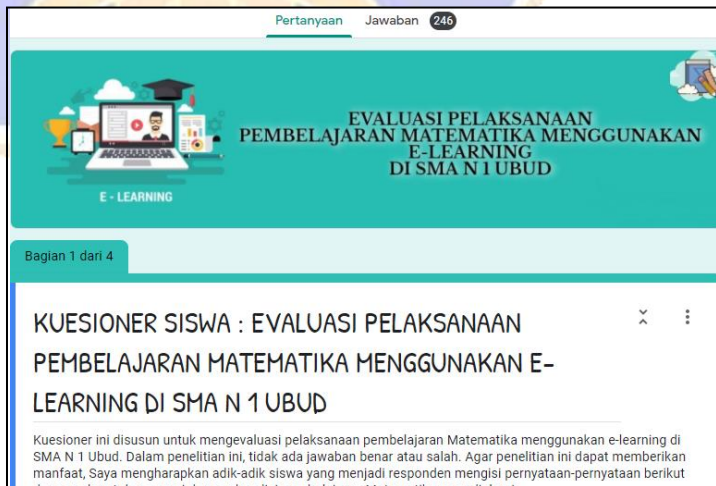 Pertanyaan Jawaban 246
EVALUASI PELAKSANAAN
PEMBELAJARAN MATEMATIKA MENGGUNAKAN
E-LEARNING
DI SMA N 1 UBUD
E - LEARNING
Bagian 1 dari 4
KUESIONER SISWA : EVALUASI PELAKSANAAN
PEMBELAJARAN MATEMATIKA MENGGUNAKAN E-
LEARNING DI SMA N 1 UBUD
Kuesioner ini disusun untuk mengevaluasi pelaksanaan pembelajaran Matematika menggunakan e-learning di
SMA N 1 Ubud. Dalam penelitian ini, tidak ada jawaban benar atau salah. Agar penelitian ini dapat memberikan
manfaat, Saya mengharapkan adik-adik siswa yang menjadi responden mengisi pernyataan-pernyataan berikut